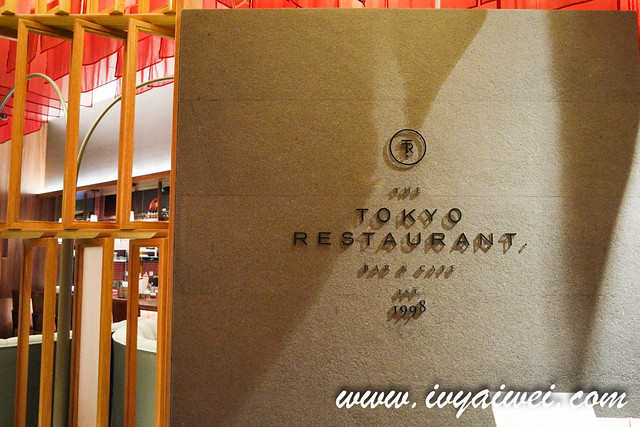 TR
THE
TOKYO
RESTAURANT,
BAR & CAFE
EST
1998
www.ivyaiwei.com